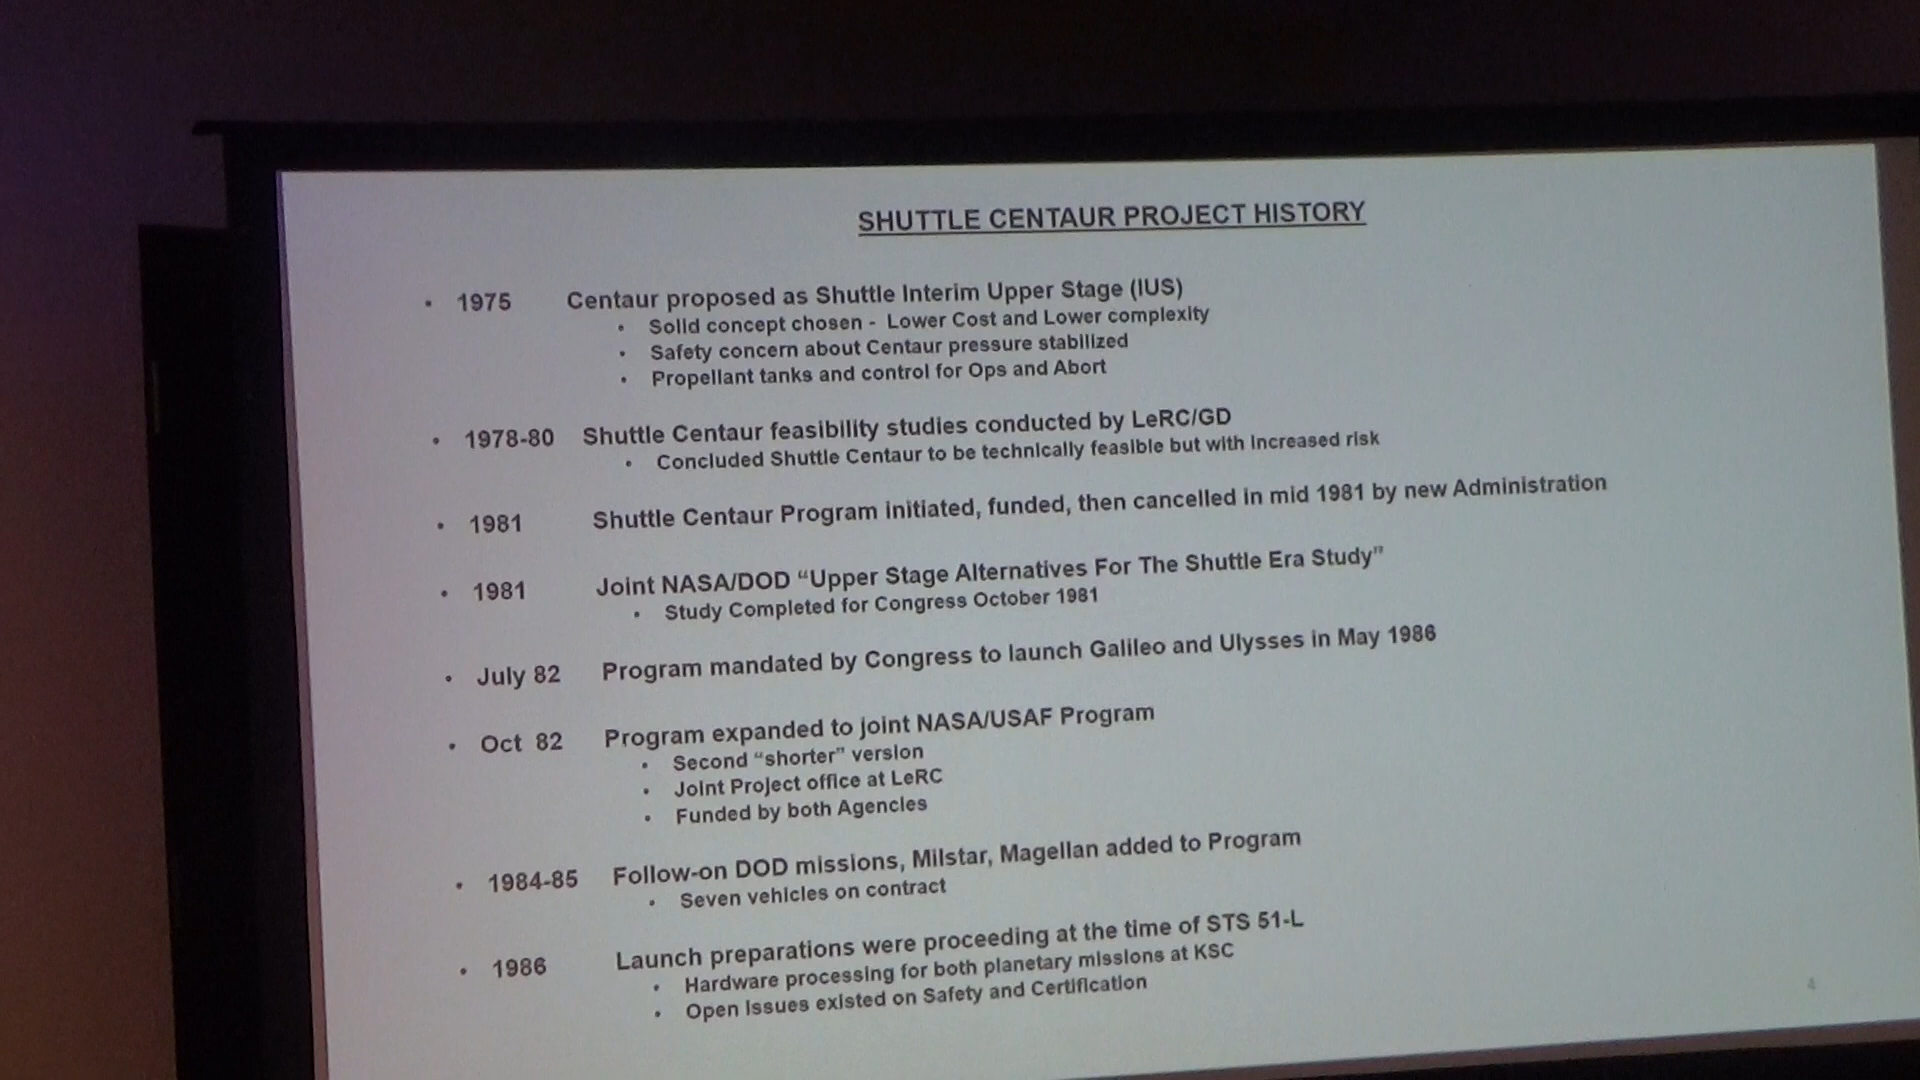 SHUTTLE CENTAUR PROJECT HISTORY
• 1975 Centaur proposed as Shuttle Interim Upper Stage (IUS)
• Solid concept chosen - Lower Cost and Lower complexity
• Safety concern about Centaur pressure stabilized
• Propellant tanks and control for Ops and Abort
• 1978-80 Shuttle Centaur feasibility studies conducted by LeRC/GD
• Concluded Shuttle Centaur to be technically feasible but with increased risk
• 1981 Shuttle Centaur Program initiated, funded, then cancelled in mid 1981 by new Administration
• 1981 Joint NASA/DOD “Upper Stage Alternatives For The Shuttle Era Study”
• Study Completed for Congress October 1981
• July 82 Program mandated by Congress to launch Galileo and Ulysses in May 1986
• Oct 82 Program expanded to joint NASA/USAF Program
• Second “shorter” version
• Joint Project office at LeRC
• Funded by both Agencies
• 1984-85 Follow-on DOD missions, Milstar, Magellan added to Program
• Seven vehicles on contract
• 1986 Launch preparations were proceeding at the time of STS 51-L
• Hardware processing for both planetary missions at KSC
• Open Issues existed on Safety and Certification
4